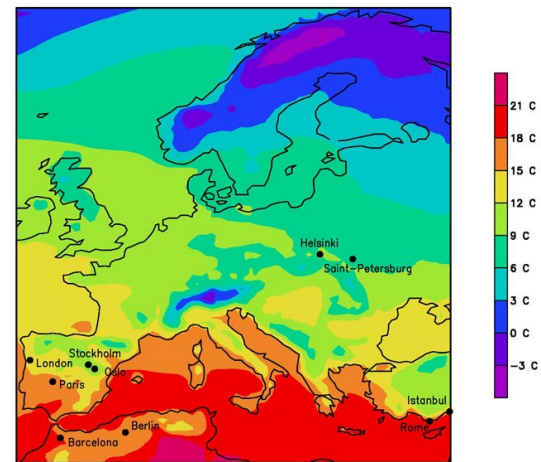 Helsinki
Saint-Petersburg
Stockholm
London
Oslo
Paris
Istanbul
Rome
Berlin
Barcelona
21 C
18 C
15 C
12 C
9 C
6 C
3 C
0 C
-3 C